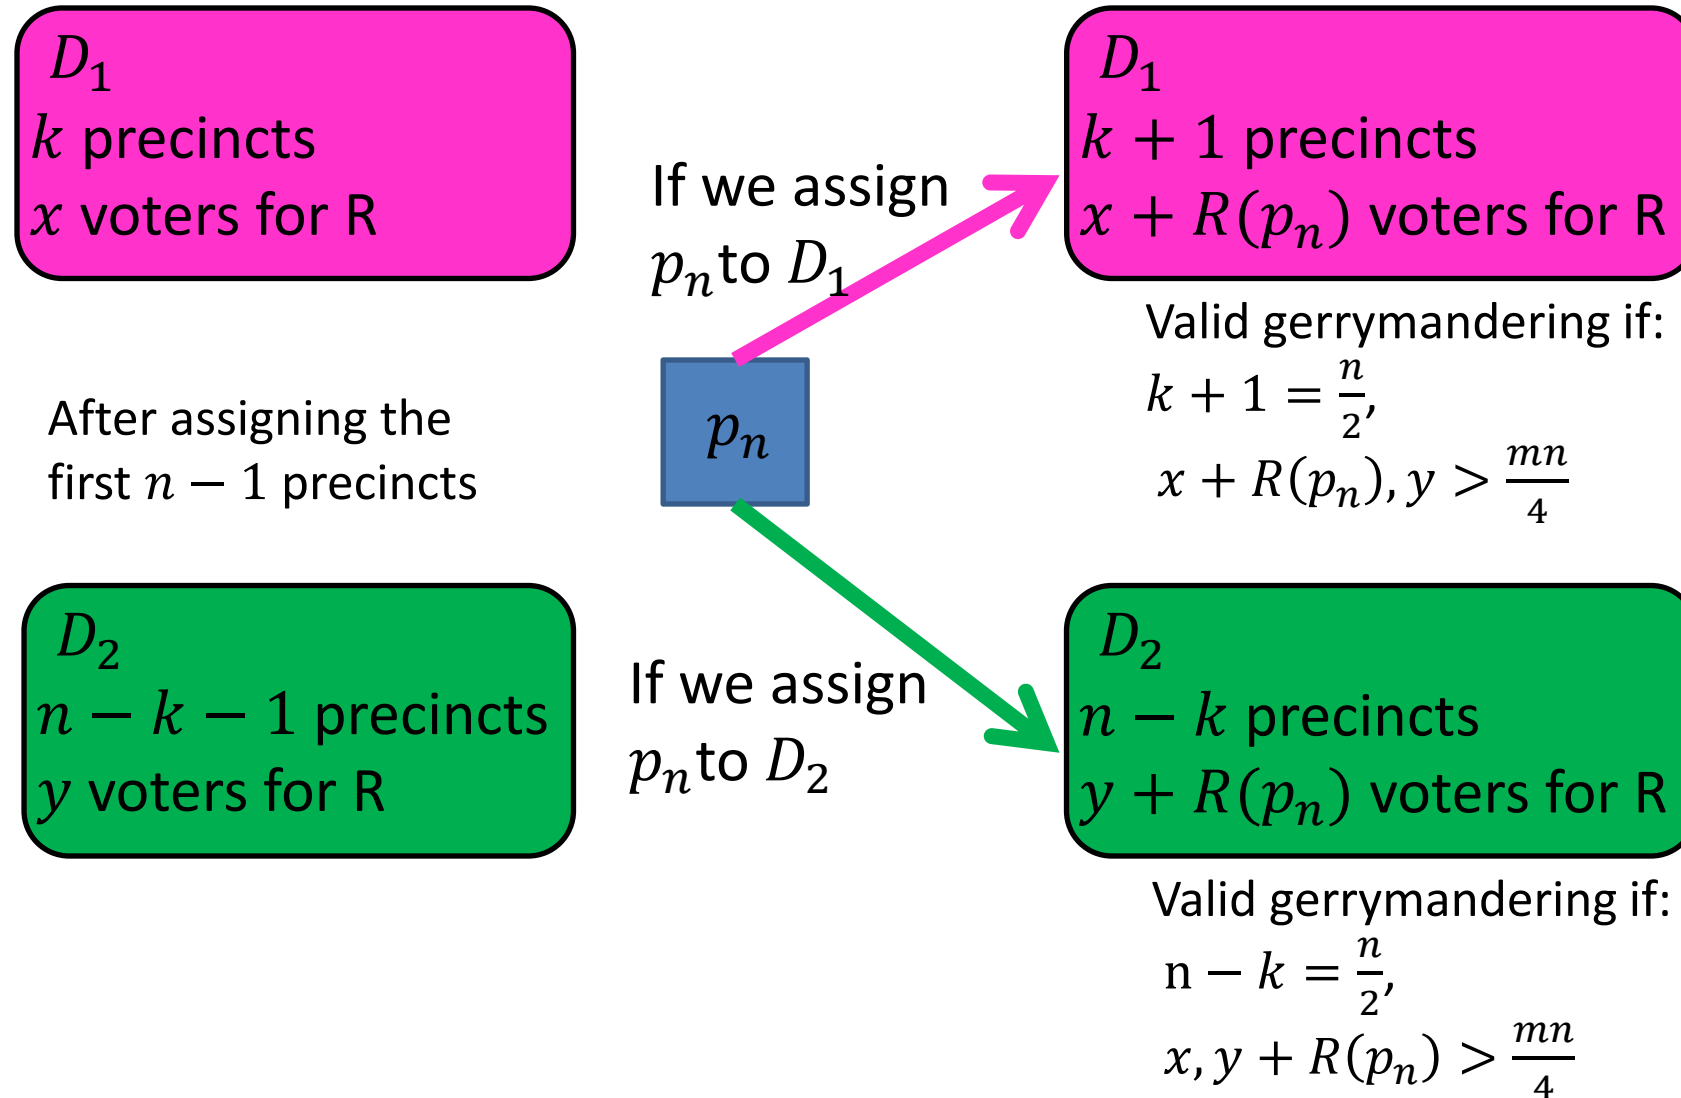 D₁
k precincts
x voters for R
After assigning the
first n − 1 precincts
D₂
n − k − 1 precincts
y voters for R
If we assign
pₙ to D₁
pₙ
If we assign
pₙ to D₂
D₁
k + 1 precincts
x + R(pₙ) voters for R
Valid gerrymandering if:
k + 1 = n/2,
x + R(pₙ), y > mn/4
D₂
n − k precincts
y + R(pₙ) voters for R
Valid gerrymandering if:
n − k = n/2,
x, y + R(pₙ) > mn/4